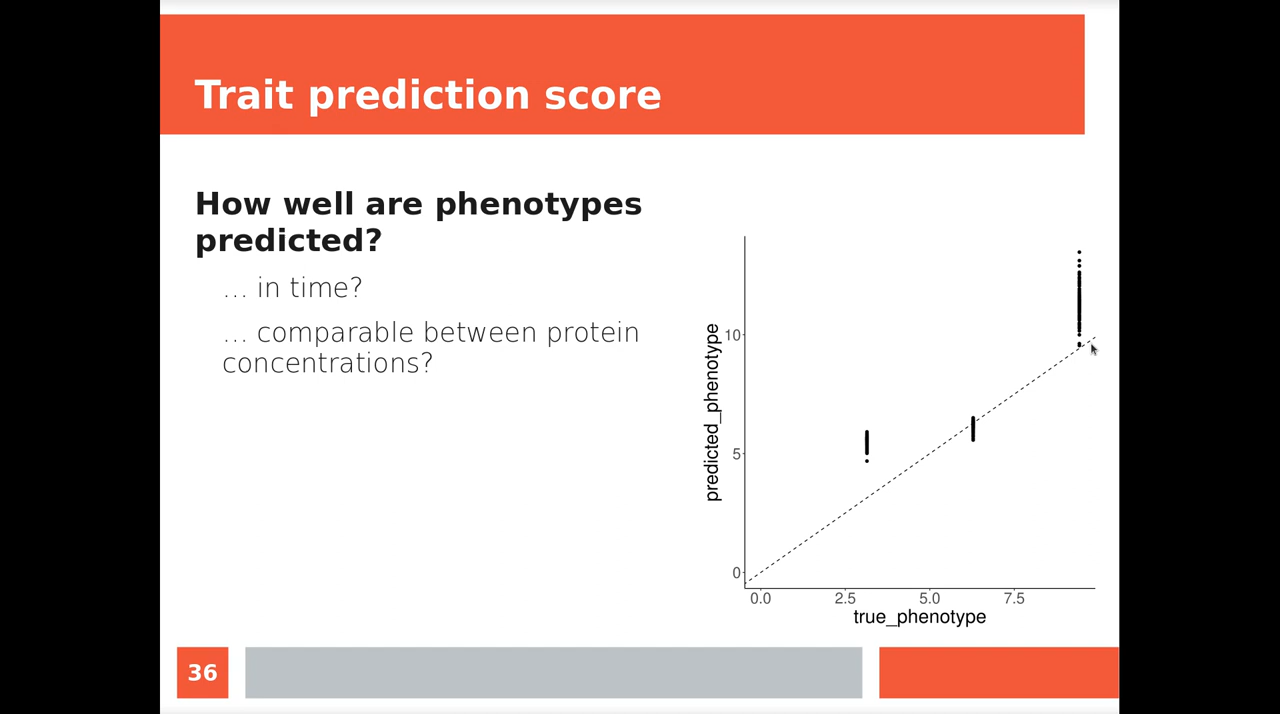 Trait prediction score
How well are phenotypes
predicted?
... in time?
... comparable between protein
concentrations?
predicted_phenotype
10
5
0
0.0 2.5 5.0 7.5
true_phenotype
36